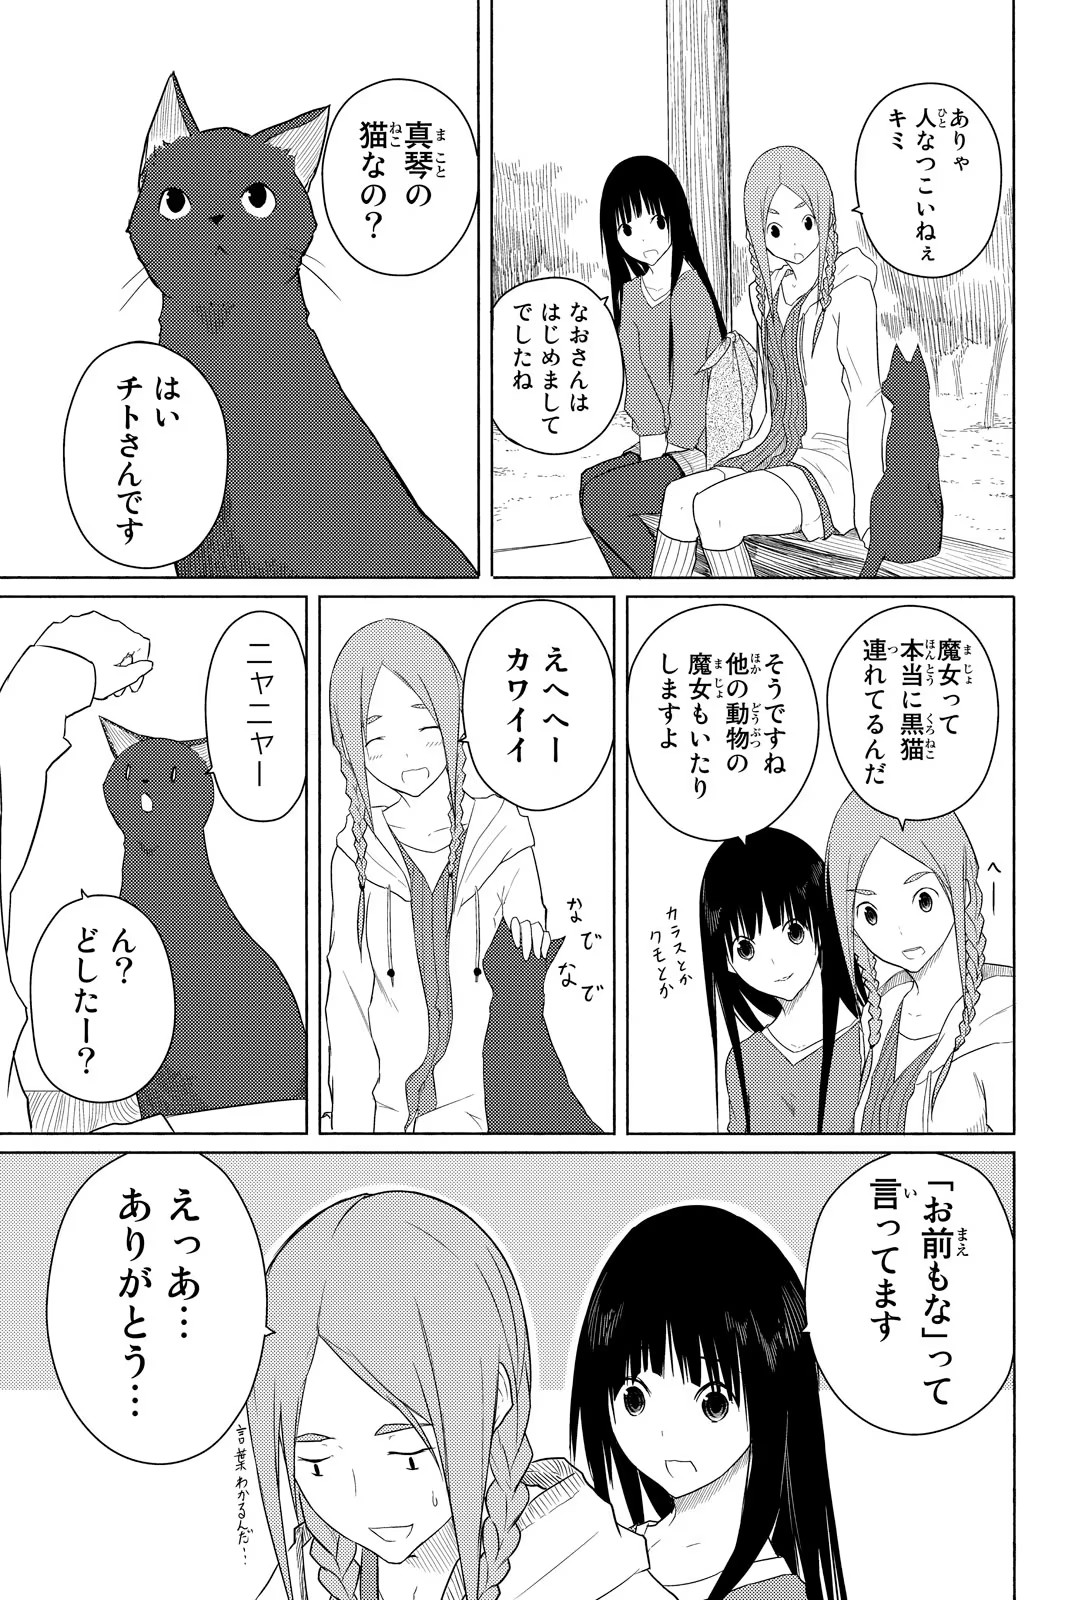 ありゃ
人なつこいねぇ
キミ
なおさんは
はじめまして
でしたね
真琴の
猫なの？
はい
チトさんです
魔女って
本当に黒猫
連れてるんだ
へー
そうですね
他の動物の
魔女もいたり
しますよ
カラスとか
クモとか
えへへー
カワイイ
なでなで
ニャニャー
ん？
どしたー？
「お前もな」って
言ってます
えっあ…
ありがとう…
言葉わかるんだ…